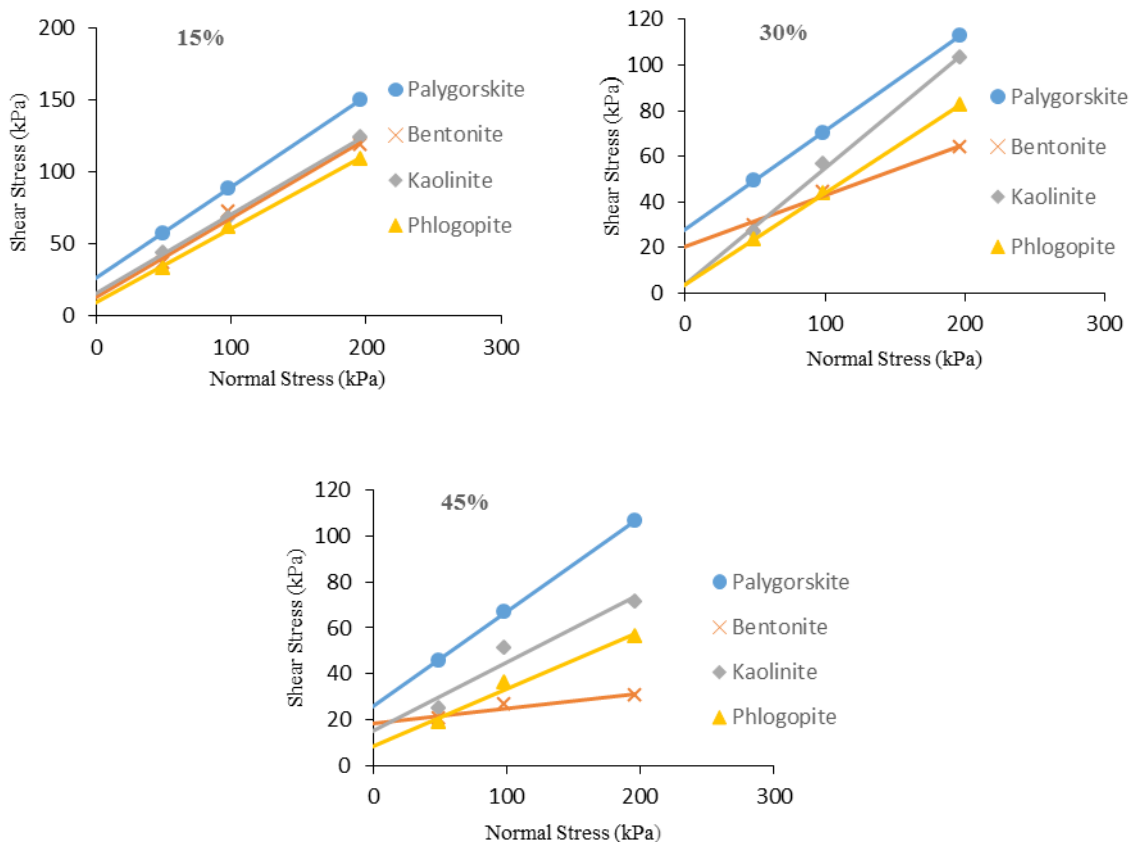 15%
200
150
100
50
0
0 100 200 300
Shear Stress (kPa)
Normal Stress (kPa)
Palygorskite
Bentonite
Kaolinite
Phlogopite
30%
120
100
80
60
40
20
0
0 100 200 300
Shear Stress (kPa)
Normal Stress (kPa)
Palygorskite
Bentonite
Kaolinite
Phlogopite
45%
120
100
80
60
40
20
0
0 100 200 300
Shear Stress (kPa)
Normal Stress (kPa)
Palygorskite
Bentonite
Kaolinite
Phlogopite